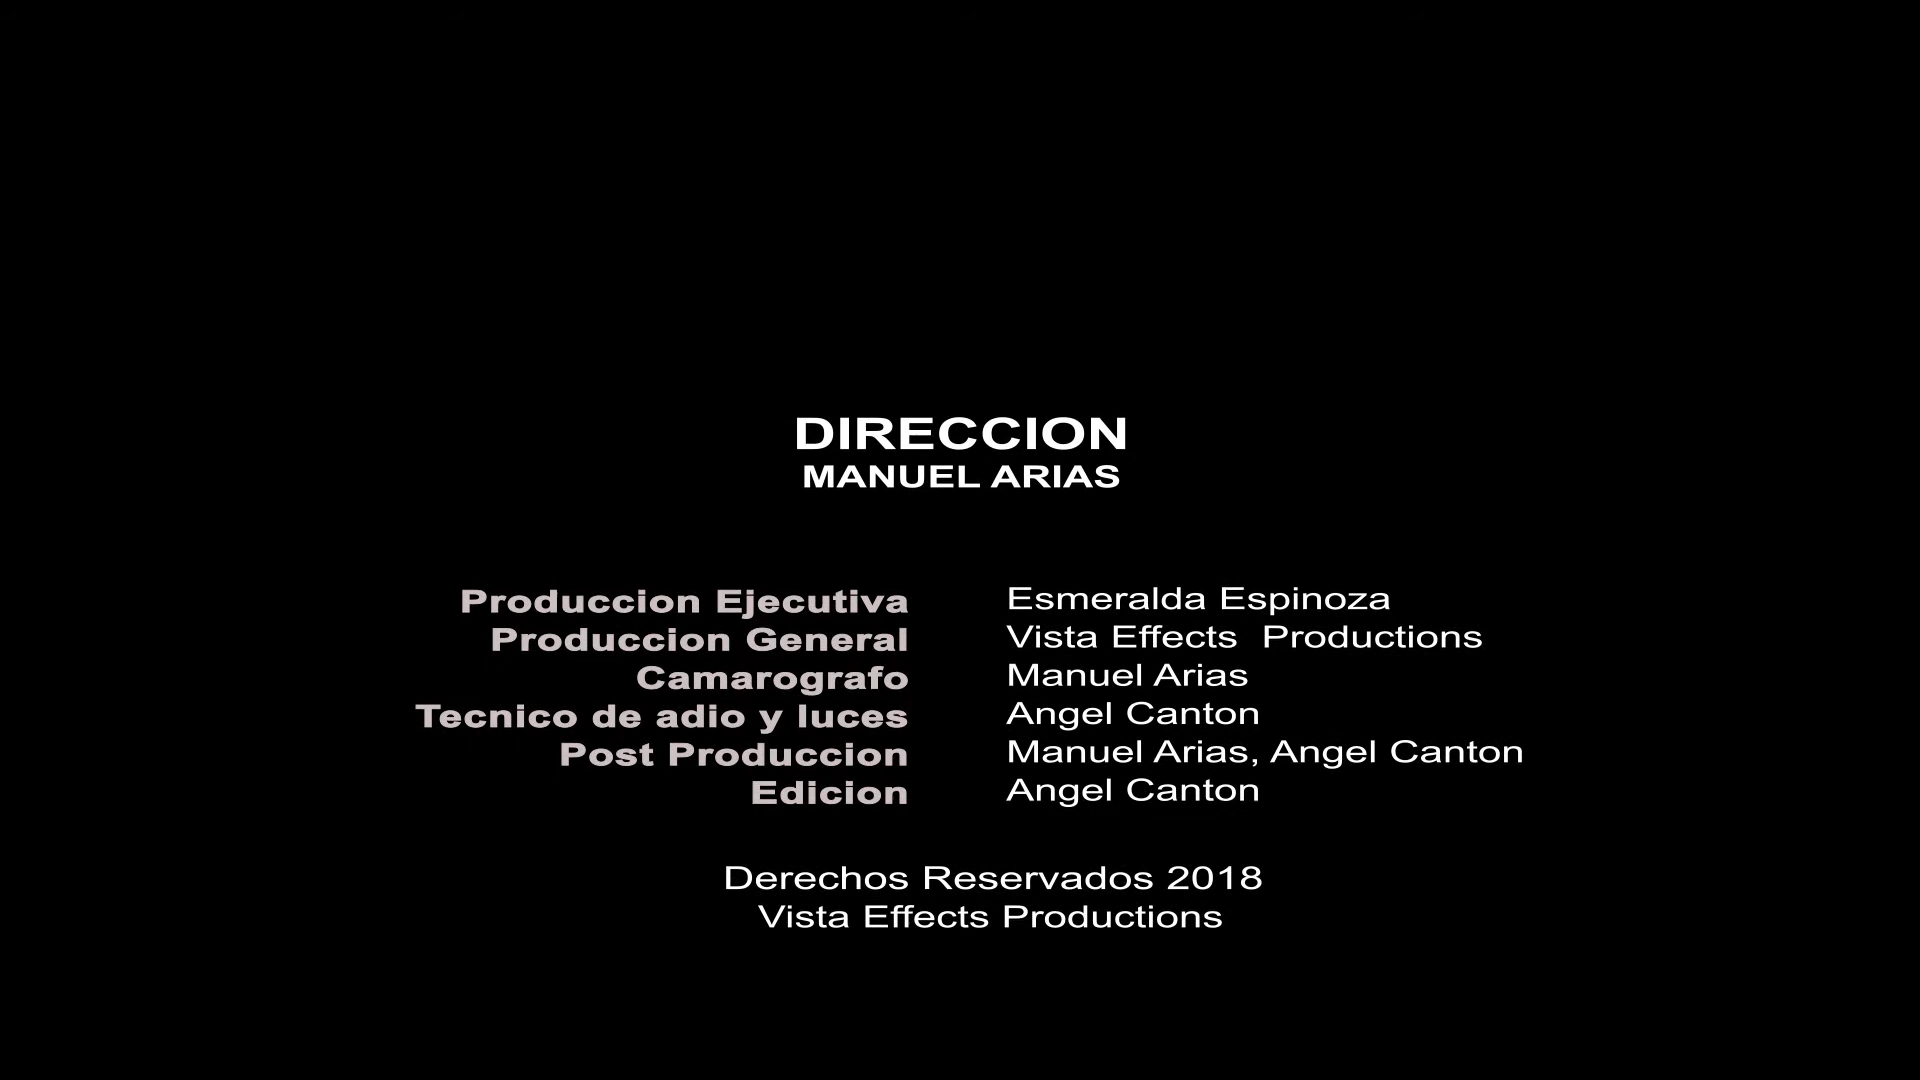 DIRECCION
MANUEL ARIAS
Produccion Ejecutiva Esmeralda Espinoza
Produccion General Vista Effects  Productions
Camarografo Manuel Arias
Tecnico de adio y luces Angel Canton
Post Produccion Manuel Arias, Angel Canton
Edicion Angel Canton
Derechos Reservados 2018
Vista Effects Productions